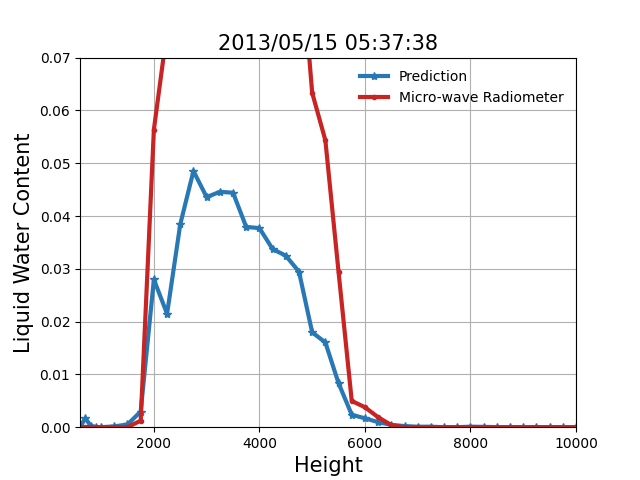 2013/05/15 05:37:38
Prediction
Micro-wave Radiometer
Liquid Water Content
0.07
0.06
0.05
0.04
0.03
0.02
0.01
0.00
2000 4000 6000 8000 10000
Height